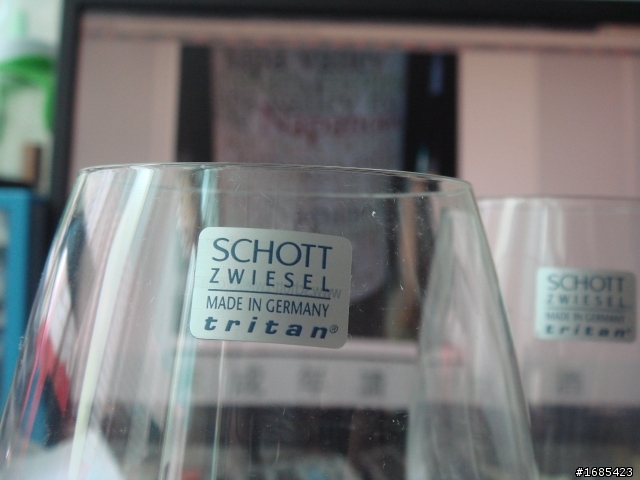 SCHOTT
ZWIESEL
MADE IN GERMANY
tritan®
SCHOTT
ZWIESEL
MADE IN GERMANY
tritan®
#1685423